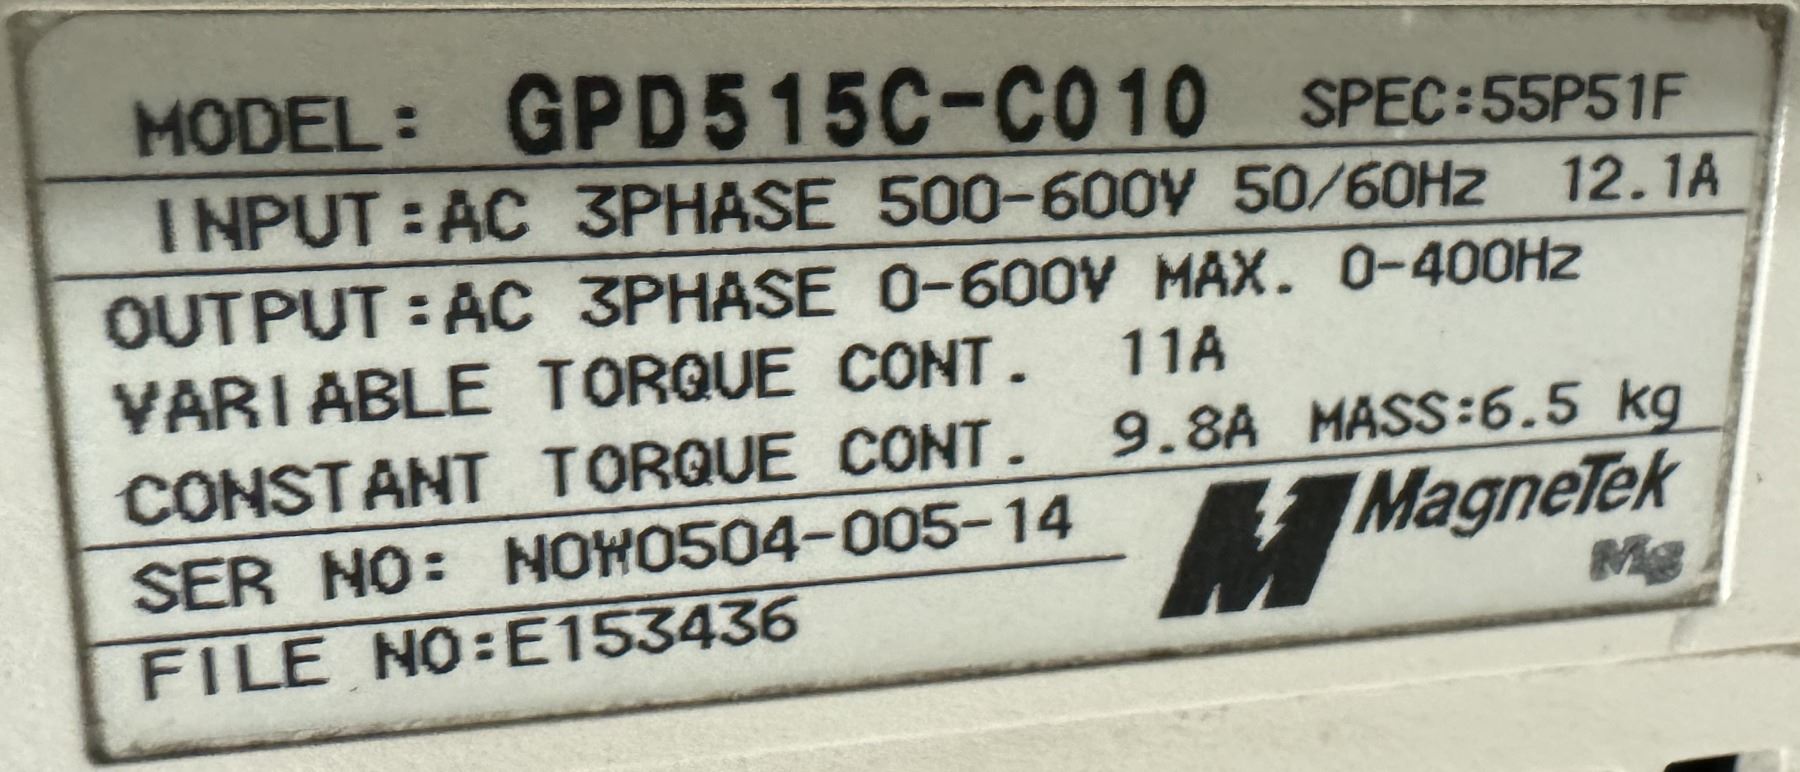 MODEL: GPD515C-C010 SPEC:55P51F
INPUT:AC 3PHASE 500-600V 50/60Hz 12.1A
OUTPUT:AC 3PHASE 0-600V MAX. 0-400Hz
VARIABLE TORQUE CONT. 11A
CONSTANT TORQUE CONT. 9.8A MASS:6.5 kg
SER NO: NOW0504-005-14
MagneTek
FILE NO:E153436